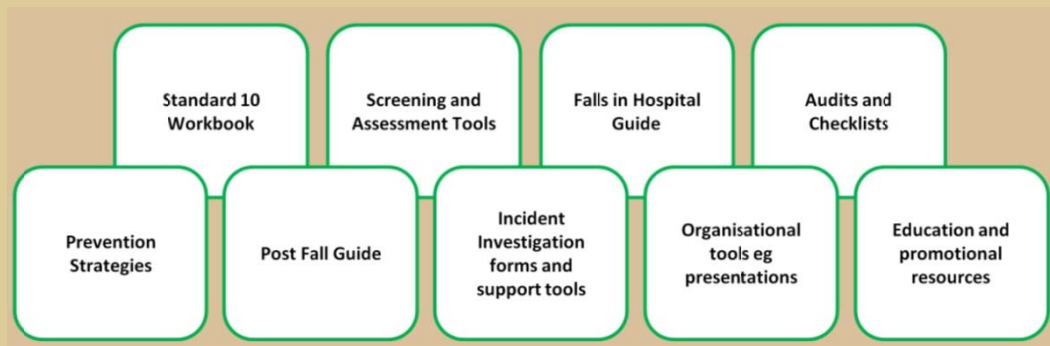 Standard 10
Workbook
Screening and
Assessment Tools
Falls in Hospital
Guide
Audits and
Checklists
Prevention
Strategies
Post Fall Guide
Incident
Investigation
forms and
support tools
Organisational
tools eg
presentations
Education and
promotional
resources